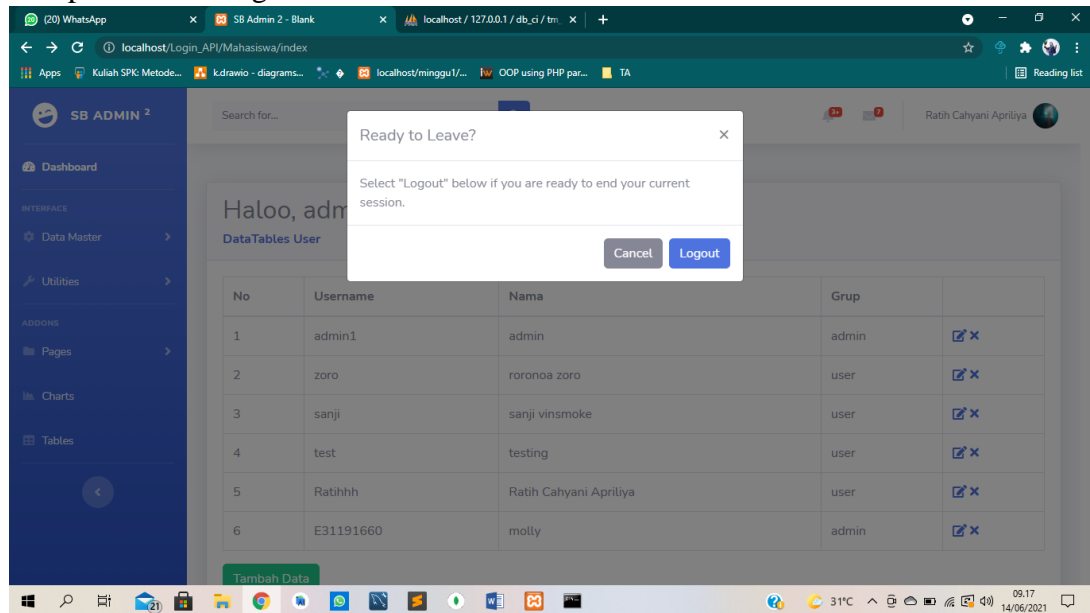 (20) WhatsApp
SB Admin 2 - Blank
localhost / 127.0.0.1 / db_ci / tm_
localhost/Login_API/Mahasiswa/index
Apps
Kuliah SPK: Metode...
k.drawio - diagrams...
localhost/minggu1/...
OOP using PHP par...
TA
Reading list
SB ADMIN 2
Search for...
3+
7
Ratih Cahyani Apriliya
Ready to Leave?
Select "Logout" below if you are ready to end your current
session.
Cancel
Logout
Dashboard
INTERFACE
Data Master
Utilities
ADDONS
Pages
Charts
Tables
Haloo, adm
DataTables User
No Username Nama Grup
1 admin1 admin admin
2 zoro roronoa zoro user
3 sanji sanji vinsmoke user
4 test testing user
5 Ratihhh Ratih Cahyani Apriliya user
6 E31191660 molly admin
Tambah Data
21
31°C
09.17
14/06/2021